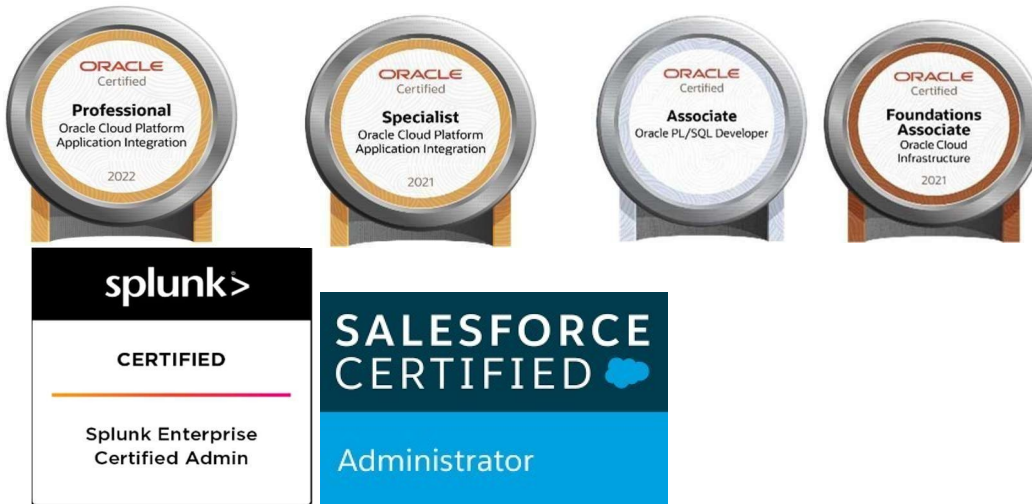 ORACLE
Certified
Professional
Oracle Cloud Platform
Application Integration
2022
ORACLE
Certified
Specialist
Oracle Cloud Platform
Application Integration
2021
ORACLE
Certified
Associate
Oracle PL/SQL Developer
ORACLE
Certified
Foundations
Associate
Oracle Cloud
Infrastructure
2021
splunk>
CERTIFIED
Splunk Enterprise
Certified Admin
SALESFORCE
CERTIFIED
Administrator